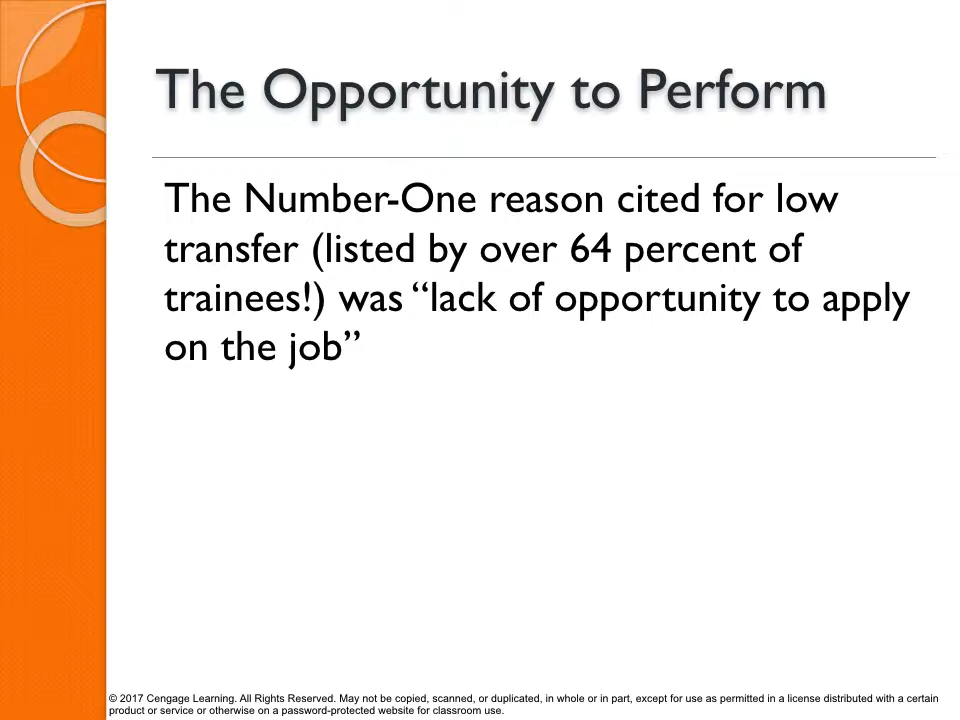 The Opportunity to Perform
The Number-One reason cited for low
transfer (listed by over 64 percent of
trainees!) was “lack of opportunity to apply
on the job”
© 2017 Cengage Learning. All Rights Reserved. May not be copied, scanned, or duplicated, in whole or in part, except for use as permitted in a license distributed with a certain
product or service or otherwise on a password-protected website for classroom use.